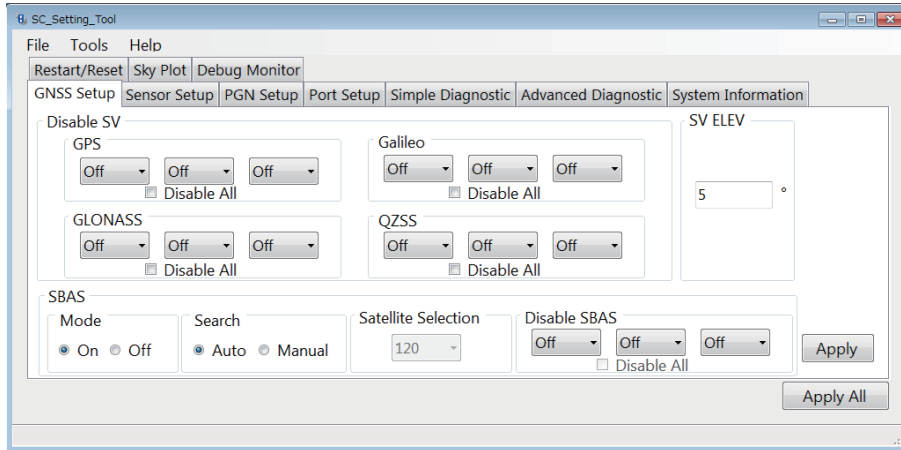 SC_Setting_Tool
File Tools Help
Restart/Reset Sky Plot Debug Monitor
GNSS Setup Sensor Setup PGN Setup Port Setup Simple Diagnostic Advanced Diagnostic System Information
Disable SV SV ELEV
GPS Galileo
Off Off Off Off Off Off
Disable All Disable All
5 °
GLONASS QZSS
Off Off Off Off Off Off
Disable All Disable All
SBAS
Mode Search Satellite Selection Disable SBAS
On Off Auto Manual 120 Off Off Off Apply
Disable All
Apply All